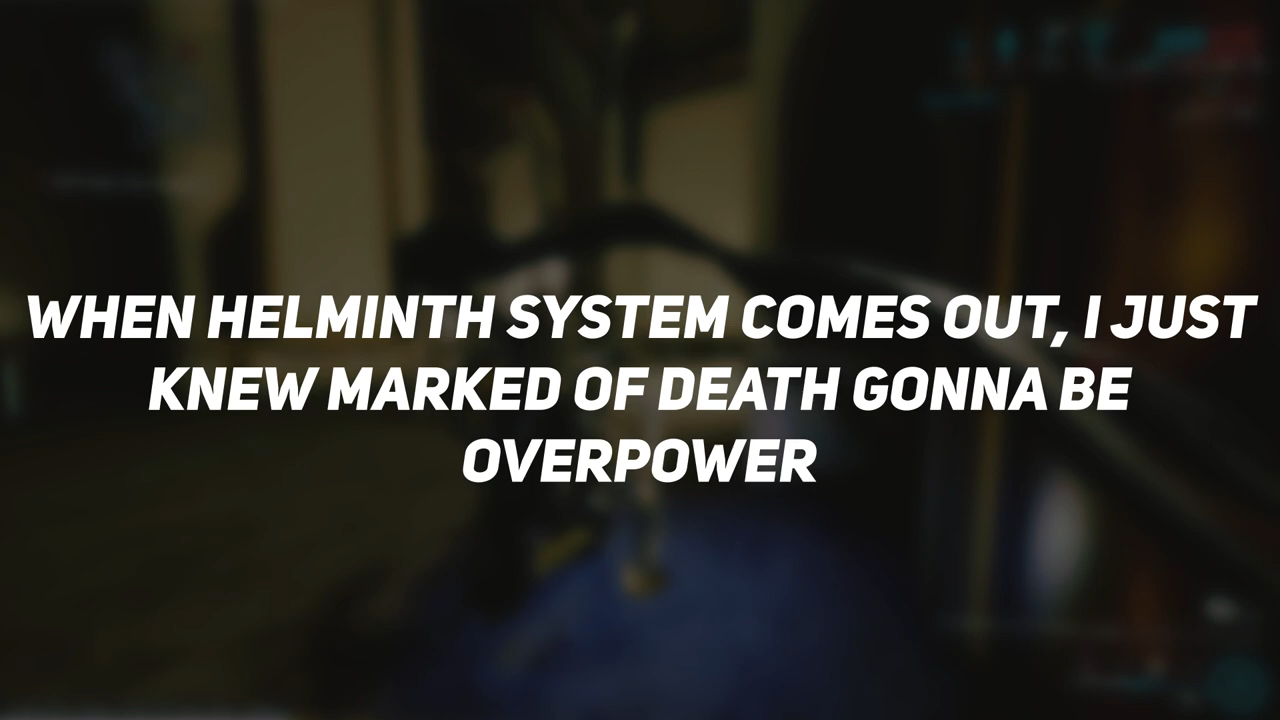 WHEN HELMINTH SYSTEM COMES OUT, I JUST
KNEW MARKED OF DEATH GONNA BE
OVERPOWER